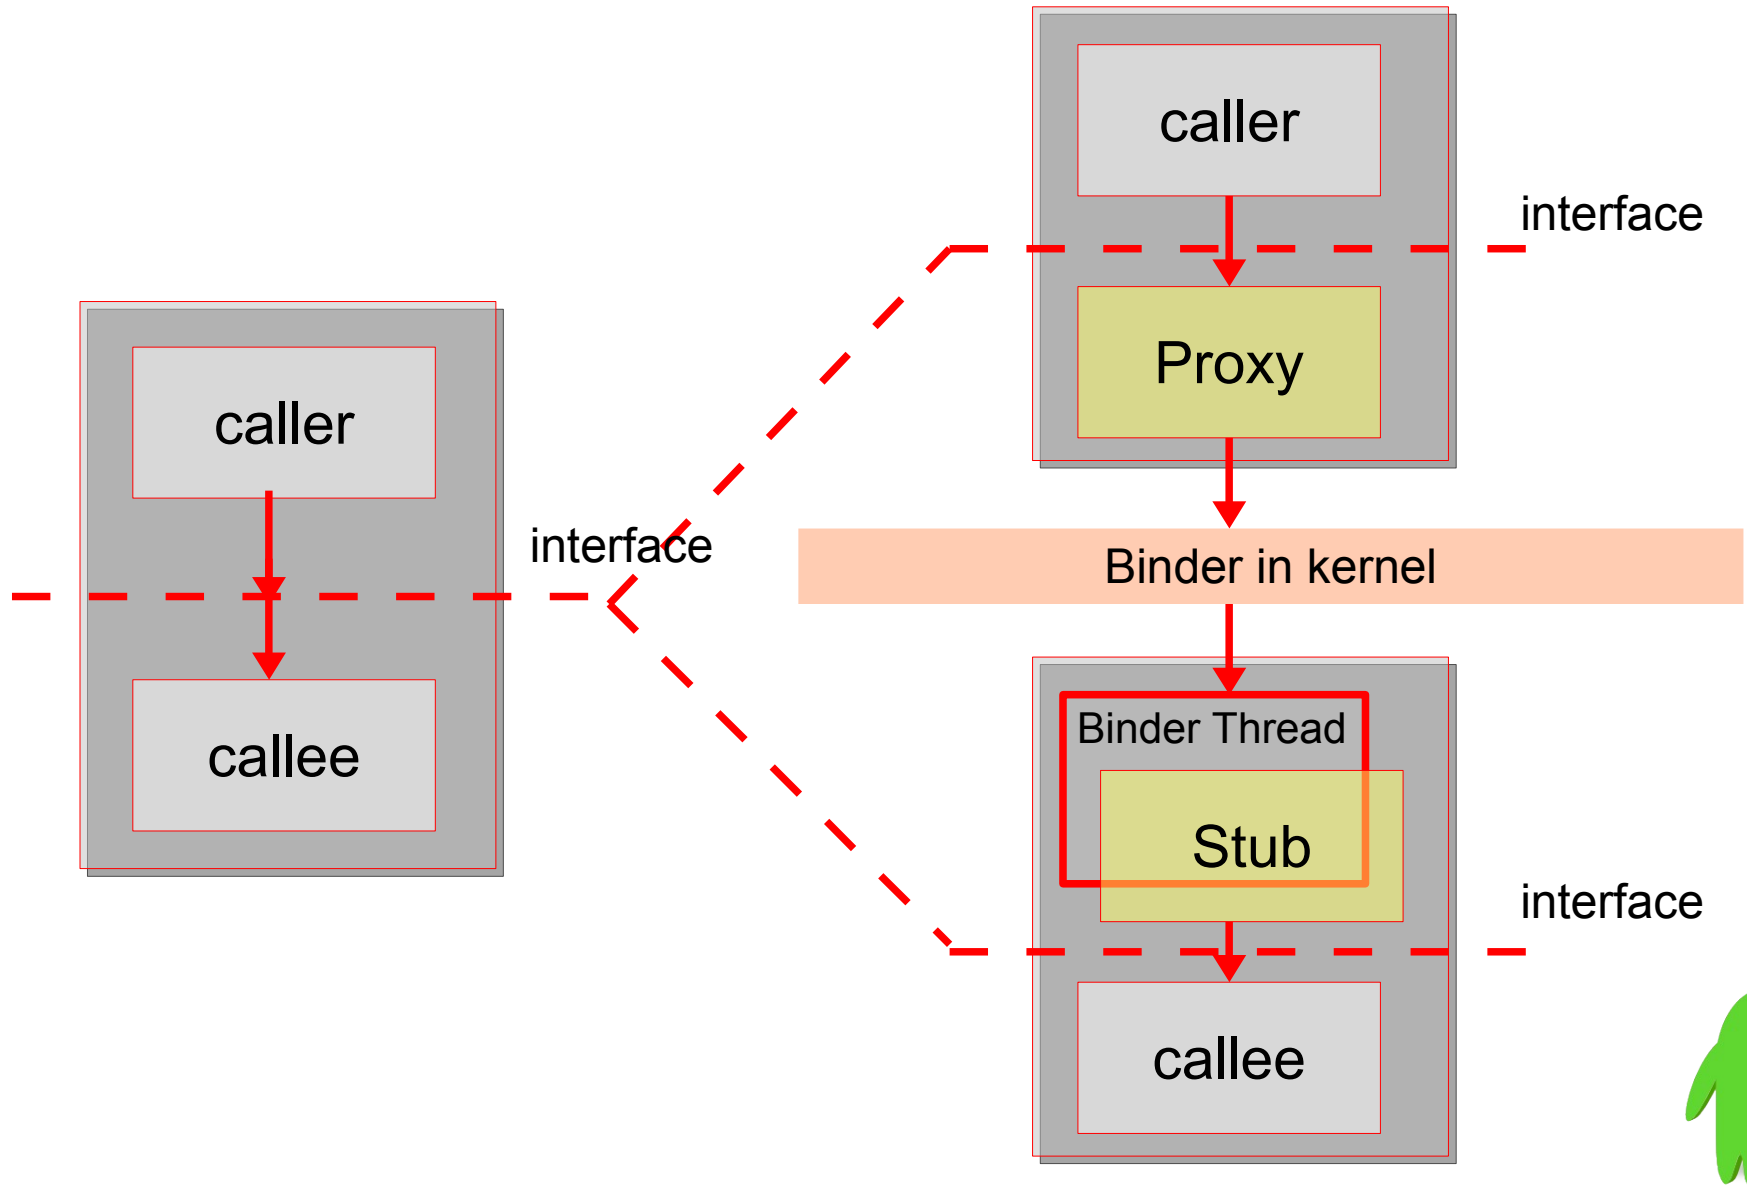 caller
callee
interface
caller
interface
Proxy
Binder in kernel
Binder Thread
Stub
interface
callee